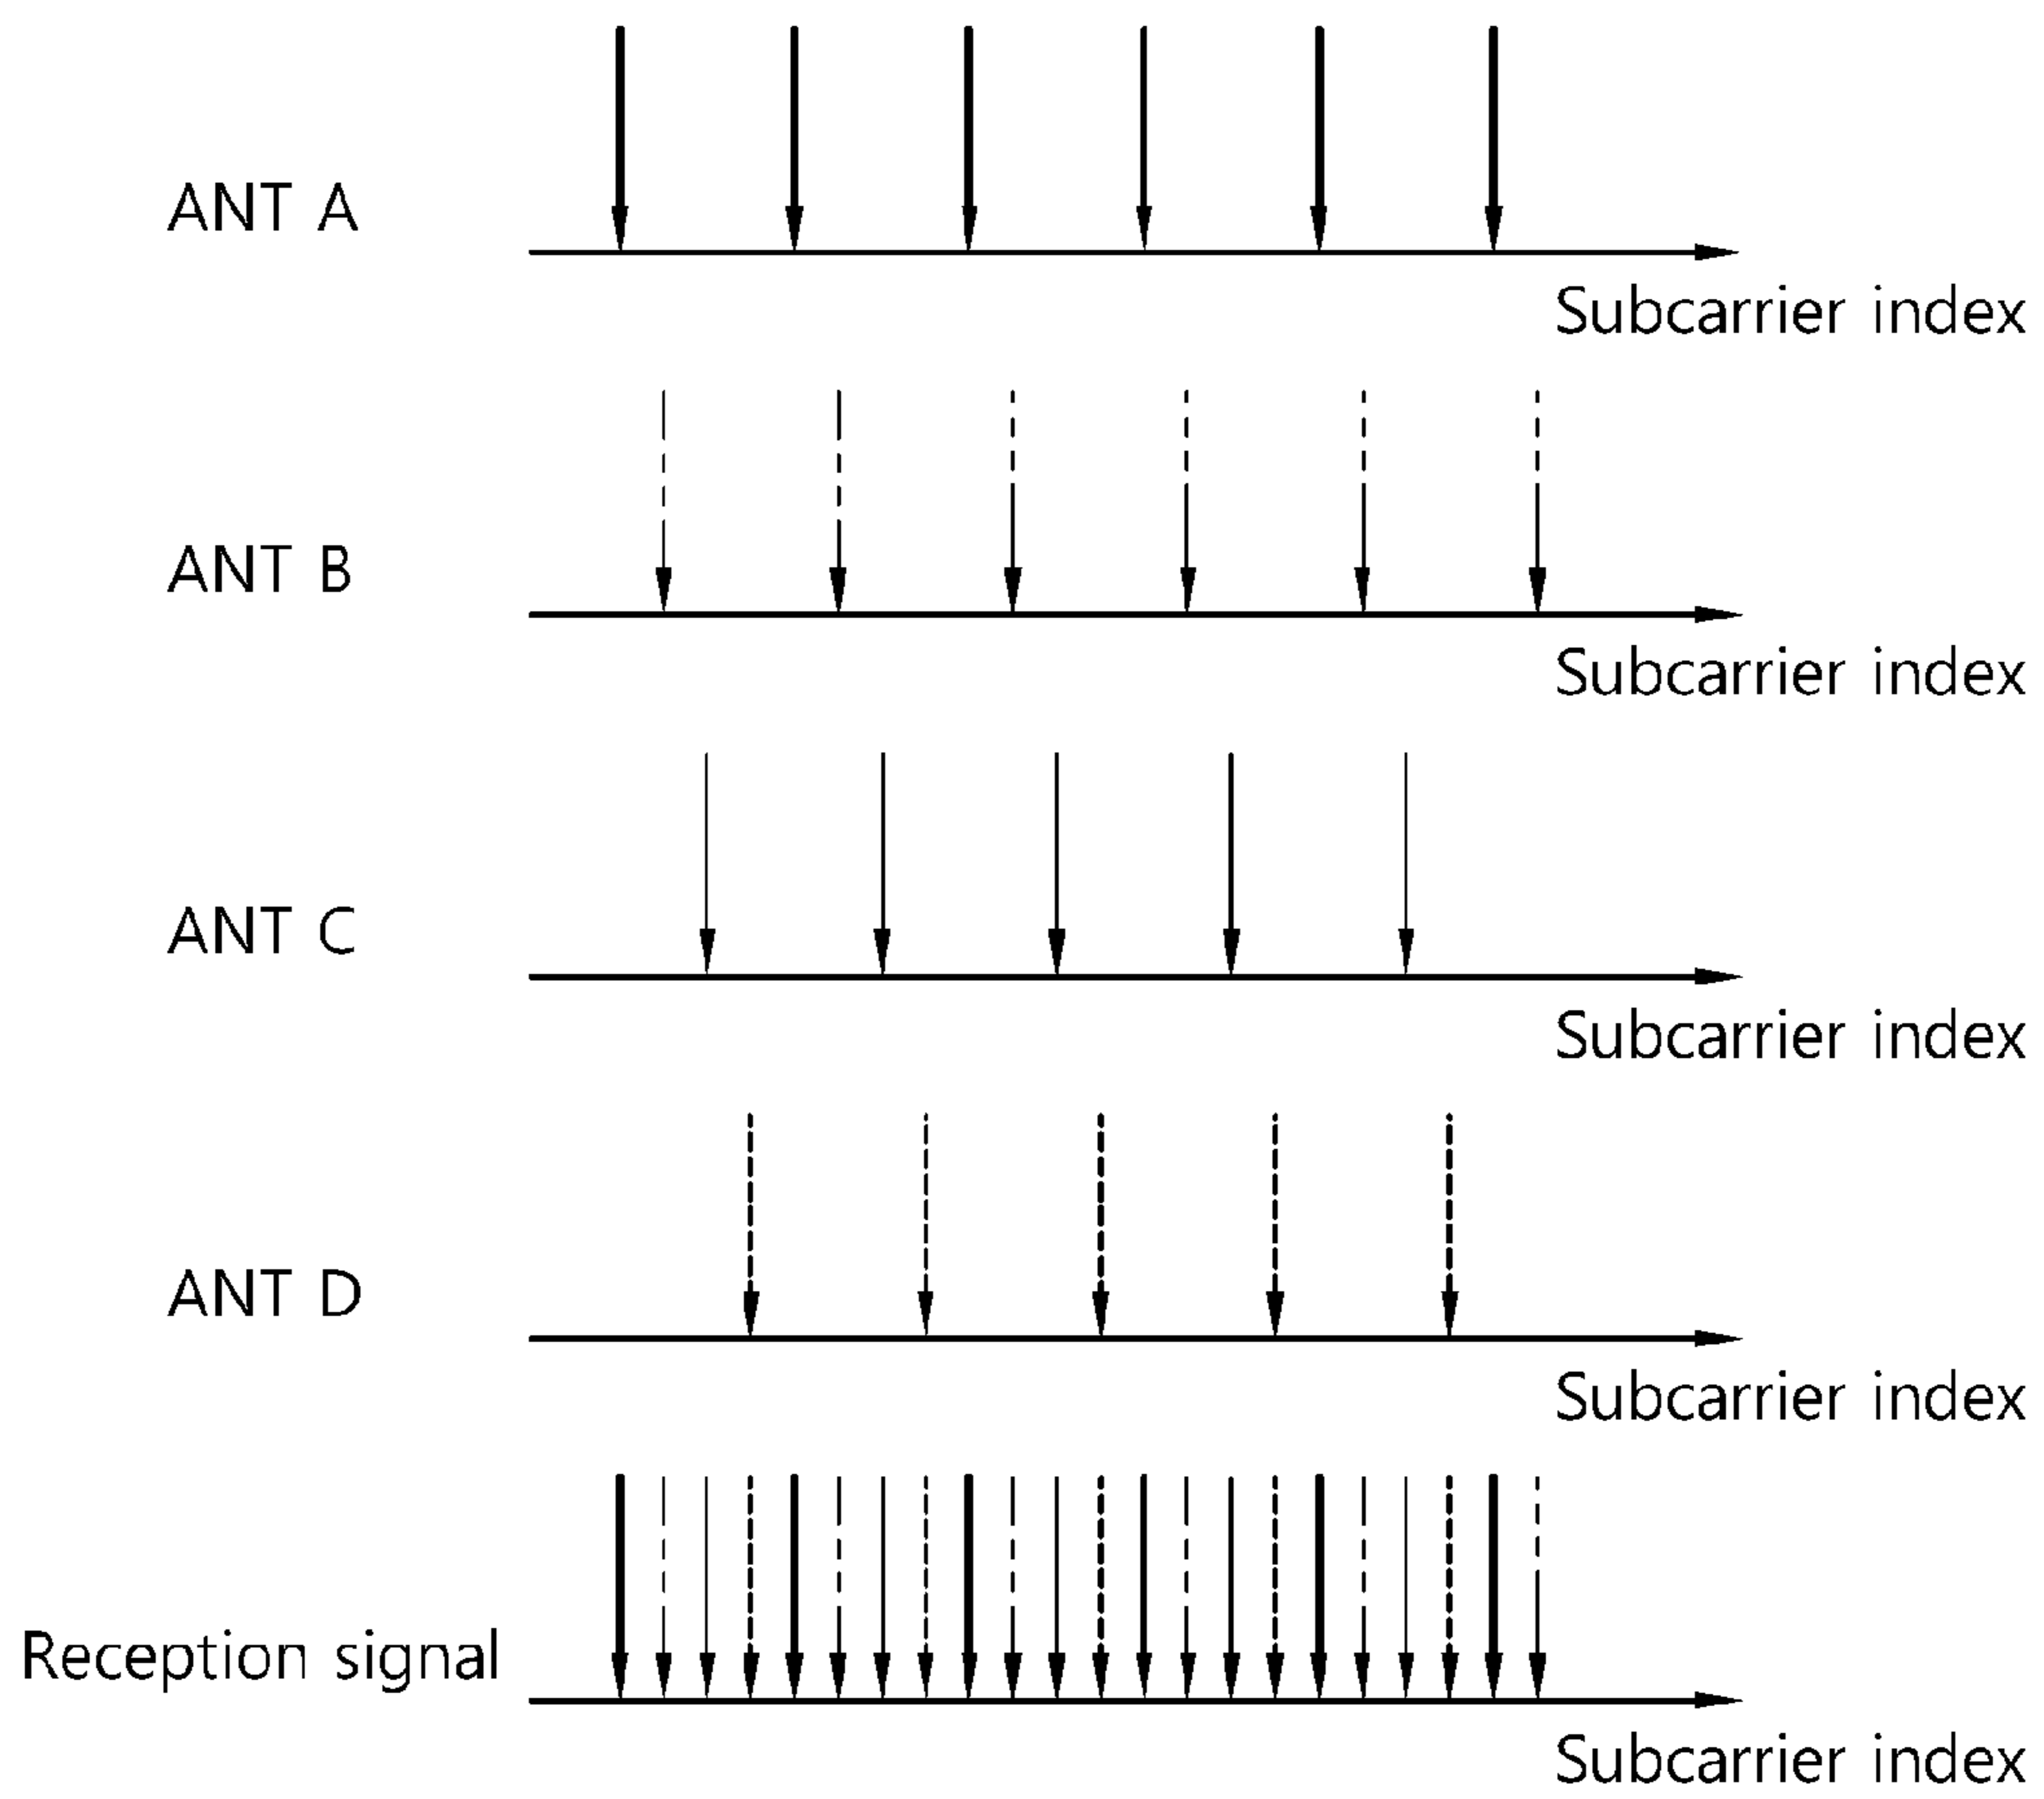 ANT A
Subcarrier index
ANT B
Subcarrier index
ANT C
Subcarrier index
ANT D
Subcarrier index
Reception signal
Subcarrier index